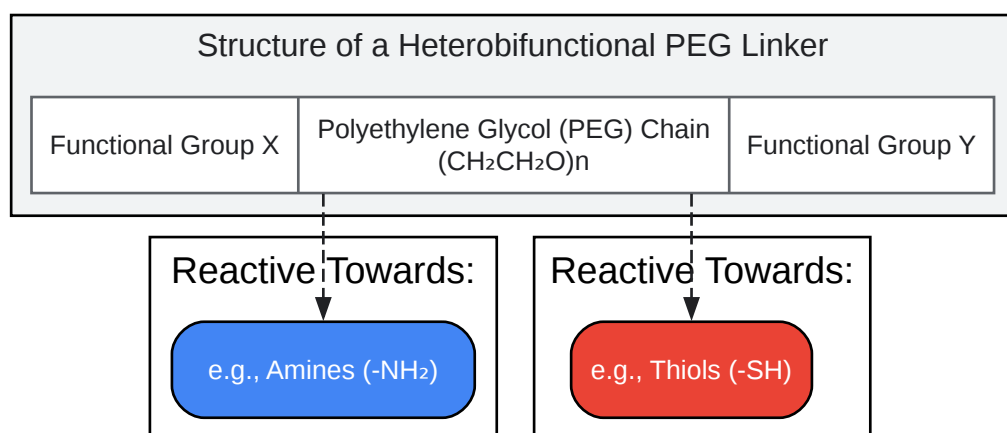 Structure of a Heterobifunctional PEG Linker
Functional Group X
Polyethylene Glycol (PEG) Chain
(CH₂CH₂O)n
Functional Group Y
Reactive Towards:
Reactive Towards:
e.g., Amines (-NH₂)
e.g., Thiols (-SH)